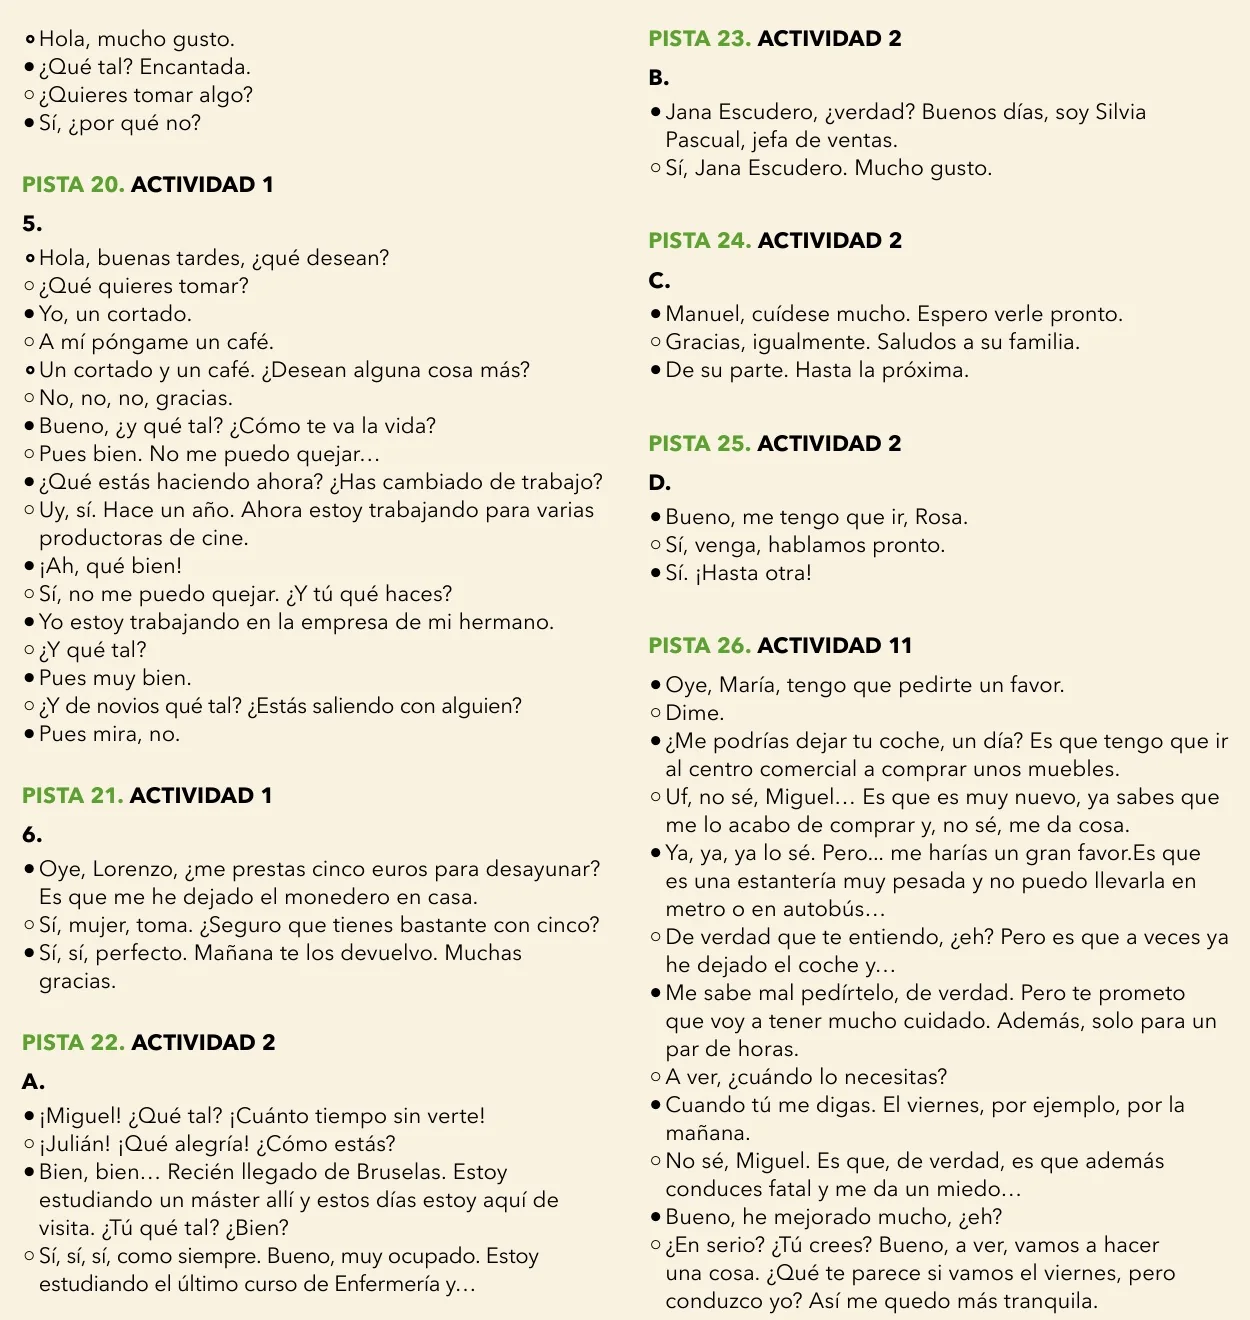 • Hola, mucho gusto.
● ¿Qué tal? Encantada.
○ ¿Quieres tomar algo?
● Sí, ¿por qué no?
PISTA 20. ACTIVIDAD 1
5.
• Hola, buenas tardes, ¿qué desean?
○ ¿Qué quieres tomar?
● Yo, un cortado.
○ A mí póngame un café.
• Un cortado y un café. ¿Desean alguna cosa más?
○ No, no, no, gracias.
● Bueno, ¿y qué tal? ¿Cómo te va la vida?
○ Pues bien. No me puedo quejar…
● ¿Qué estás haciendo ahora? ¿Has cambiado de trabajo?
○ Uy, sí. Hace un año. Ahora estoy trabajando para varias
productoras de cine.
● ¡Ah, qué bien!
○ Sí, no me puedo quejar. ¿Y tú qué haces?
● Yo estoy trabajando en la empresa de mi hermano.
○ ¿Y qué tal?
● Pues muy bien.
○ ¿Y de novios qué tal? ¿Estás saliendo con alguien?
● Pues mira, no.
PISTA 21. ACTIVIDAD 1
6.
● Oye, Lorenzo, ¿me prestas cinco euros para desayunar?
Es que me he dejado el monedero en casa.
○ Sí, mujer, toma. ¿Seguro que tienes bastante con cinco?
● Sí, sí, perfecto. Mañana te los devuelvo. Muchas
gracias.
PISTA 22. ACTIVIDAD 2
A.
● ¡Miguel! ¿Qué tal? ¡Cuánto tiempo sin verte!
○ ¡Julián! ¡Qué alegría! ¿Cómo estás?
● Bien, bien… Recién llegado de Bruselas. Estoy
estudiando un máster allí y estos días estoy aquí de
visita. ¿Tú qué tal? ¿Bien?
○ Sí, sí, sí, como siempre. Bueno, muy ocupado. Estoy
estudiando el último curso de Enfermería y…
PISTA 23. ACTIVIDAD 2
B.
● Jana Escudero, ¿verdad? Buenos días, soy Silvia
Pascual, jefa de ventas.
○ Sí, Jana Escudero. Mucho gusto.
PISTA 24. ACTIVIDAD 2
C.
● Manuel, cuídese mucho. Espero verle pronto.
○ Gracias, igualmente. Saludos a su familia.
● De su parte. Hasta la próxima.
PISTA 25. ACTIVIDAD 2
D.
● Bueno, me tengo que ir, Rosa.
○ Sí, venga, hablamos pronto.
● Sí. ¡Hasta otra!
PISTA 26. ACTIVIDAD 11
● Oye, María, tengo que pedirte un favor.
○ Dime.
● ¿Me podrías dejar tu coche, un día? Es que tengo que ir
al centro comercial a comprar unos muebles.
○ Uf, no sé, Miguel… Es que es muy nuevo, ya sabes que
me lo acabo de comprar y, no sé, me da cosa.
● Ya, ya, ya lo sé. Pero... me harías un gran favor.Es que
es una estantería muy pesada y no puedo llevarla en
metro o en autobús…
○ De verdad que te entiendo, ¿eh? Pero es que a veces ya
he dejado el coche y…
● Me sabe mal pedírtelo, de verdad. Pero te prometo
que voy a tener mucho cuidado. Además, solo para un
par de horas.
○ A ver, ¿cuándo lo necesitas?
● Cuando tú me digas. El viernes, por ejemplo, por la
mañana.
○ No sé, Miguel. Es que, de verdad, es que además
conduces fatal y me da un miedo…
● Bueno, he mejorado mucho, ¿eh?
○ ¿En serio? ¿Tú crees? Bueno, a ver, vamos a hacer
una cosa. ¿Qué te parece si vamos el viernes, pero
conduzco yo? Así me quedo más tranquila.